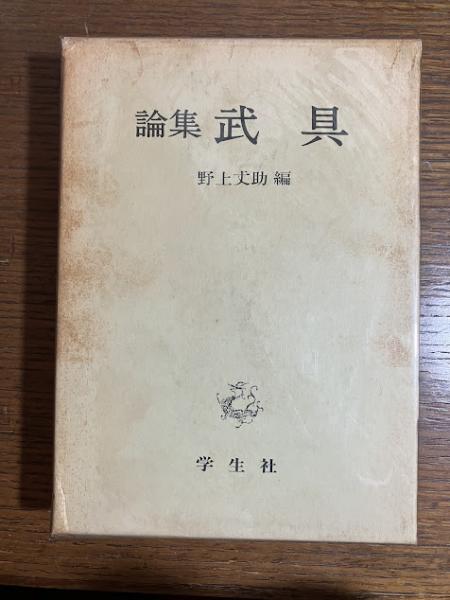 論集 武具
野上丈助 編
学生社